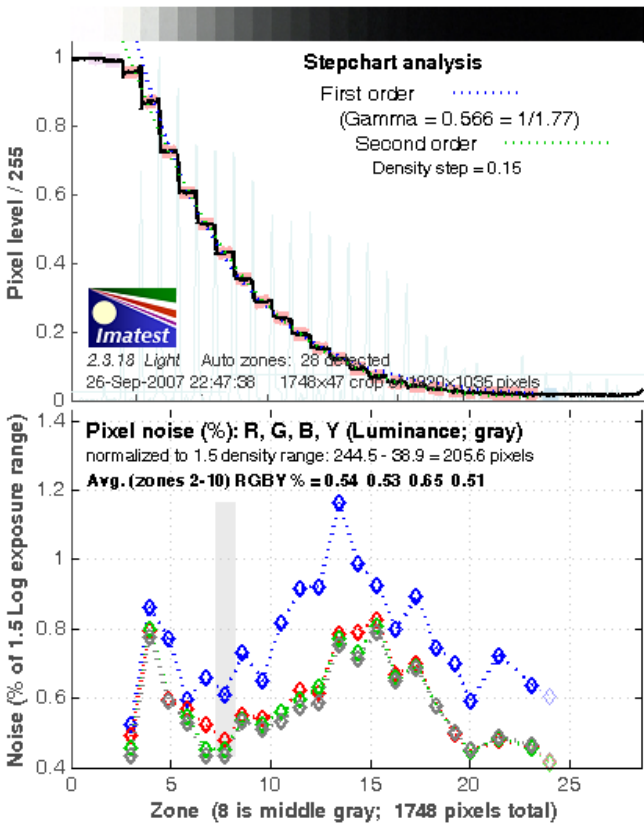 Stepchart analysis
First order
(Gamma = 0.566 = 1/1.77)
Second order
Density step = 0.15
1
0.8
0.6
0.4
0.2
0
Pixel level / 255
Imatest
2.3.18 Light Auto zones: 28 detected
26-Sep-2007 22:47:38 1748x47 crop of 1920x1035 pixels
Pixel noise (%): R, G, B, Y (Luminance; gray)
normalized to 1.5 density range: 244.5 - 38.9 = 205.6 pixels
Avg. (zones 2-10) RGBY % = 0.54 0.53 0.65 0.51
1.4
1.2
1
0.8
0.6
0.4
Noise (% of 1.5 Log exposure range)
0 5 10 15 20 25
Zone (8 is middle gray; 1748 pixels total)